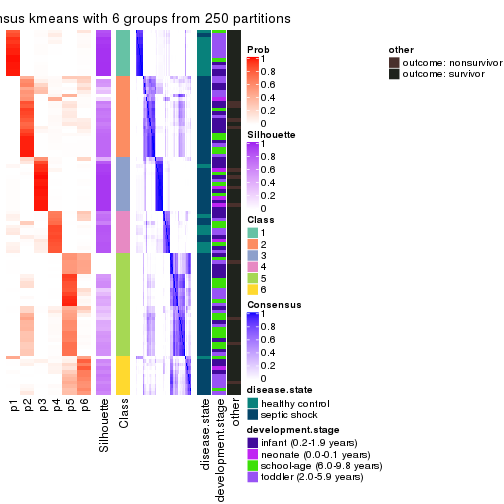 nsus kmeans with 6 groups from 250 partitions
p1
p2
p3
p4
p5
p6
Silhouette
Class
disease.state
development.stage
other
Prob
1
0.8
0.6
0.4
0.2
0
Silhouette
1
0.8
0.6
0.4
0.2
0
Class
1
2
3
4
5
6
Consensus
1
0.8
0.6
0.4
0.2
0
disease.state
healthy control
septic shock
development.stage
infant (0.2-1.9 years)
neonate (0.0-0.1 years)
school-age (6.0-9.8 years)
toddler (2.0-5.9 years)
other
outcome: nonsurvivor
outcome: survivor